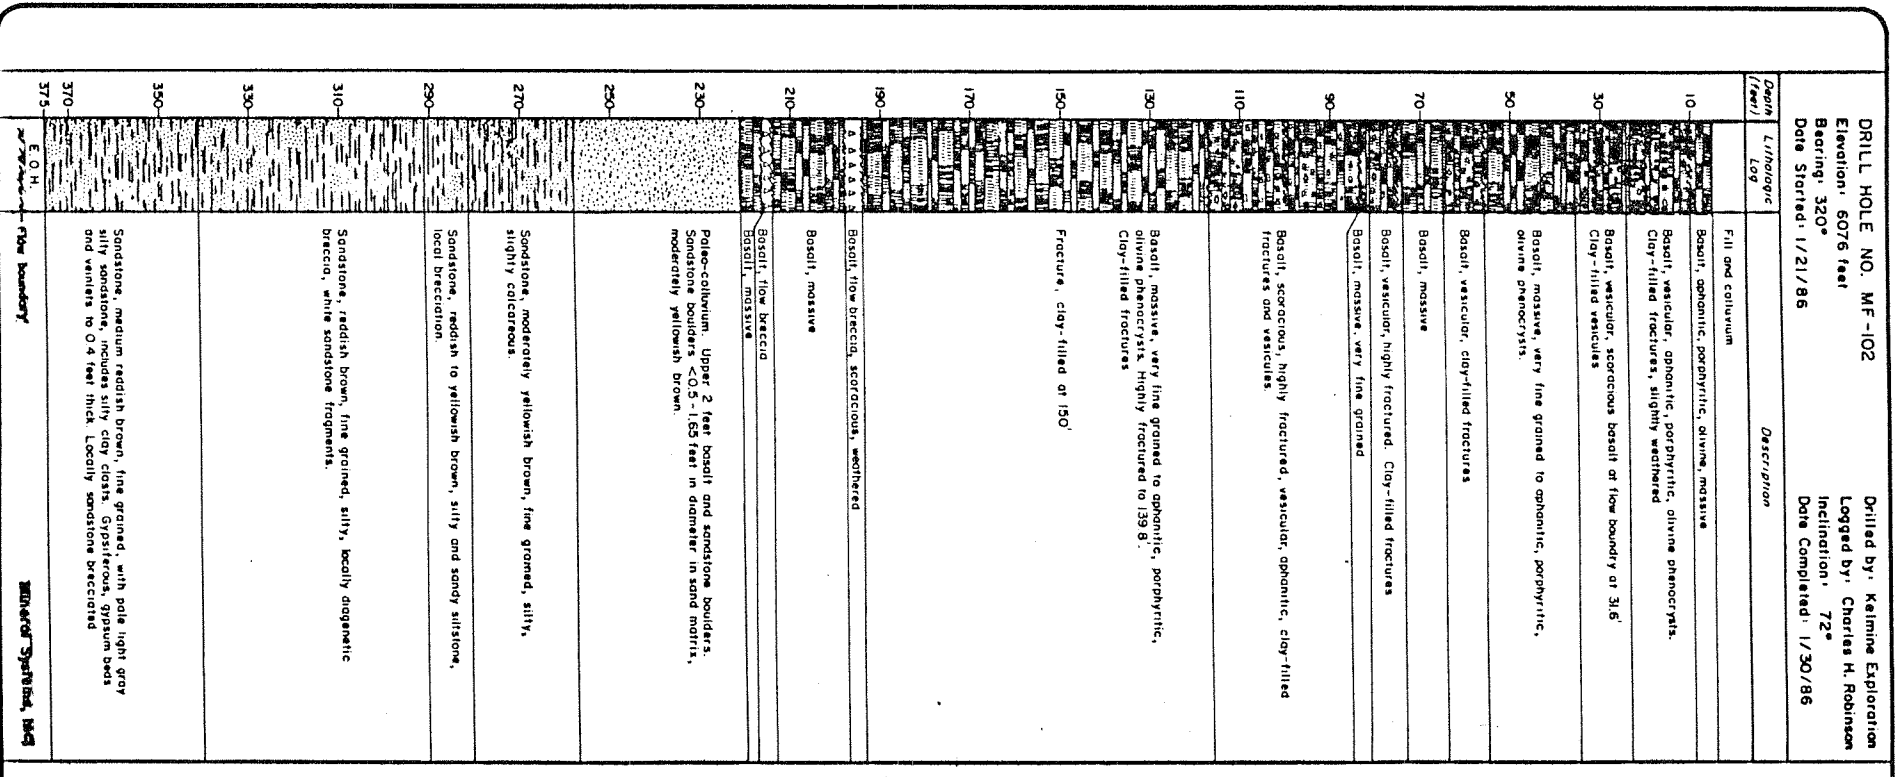 DRILL HOLE NO. MF-102
Elevation: 6076 feet
Bearing: 320°
Date Started: 1/21/86
Drilled by: Kelmine Exploration
Logged by: Charles H. Robinson
Inclination: 72°
Date Completed: 1/30/86
Depth
(feet)
Lithologic
Log
Description
Fill and colluvium
10
Basalt, aphanitic, porphyritic, olivine, massive
Basalt, vesicular, aphanitic, porphyritic, olivine phenocrysts.
Clay-filled fractures, slightly weathered
30
Basalt, vesicular, scoracious basalt at flow boundry at 31.6'
Clay-filled vesicules
50
Basalt, massive, very fine grained to aphanitic, porphyritic,
olivine phenocrysts.
Basalt, vesicular, clay-filled fractures
70
Basalt, massive
Basalt, vesicular, highly fractured. Clay-filled fractures
90
Basalt, massive, very fine grained
Basalt, scoracious, highly fractured, vesicular, aphanitic, clay-filled
fractures and vesicules.
110
130
Basalt, massive, very fine grained to aphanitic, porphyritic,
olivine phenocrysts. Highly fractured to 139.8'.
Clay-filled fractures
150
Fracture, clay-filled at 150'
170
190
Basalt, flow breccia, scoracious, weathered
210
Basalt, massive
Basalt, flow breccia
Basalt, massive
230
Paleo-colluvium. Upper 2 feet basalt and sandstone boulders.
Sandstone boulders <0.5-1.65 feet in diameter in sand matrix,
moderately yellowish brown.
250
270
Sandstone, moderately yellowish brown, fine grained, silty,
slighty calcareous.
290
Sandstone, reddish to yellowish brown, silty and sandy siltstone,
local brecciation.
310
Sandstone, reddish brown, fine grained, silty, locally diagenetic
breccia, white sandstone fragments.
330
350
Sandstone, medium reddish brown, fine grained, with pale light gray
silty sandstone, includes silty clay clasts. Gypsiferous, gypsum beds
and veinlets to 0.4 feet thick. Locally sandstone brecciated
370
375
E.O.H.
Flow boundary